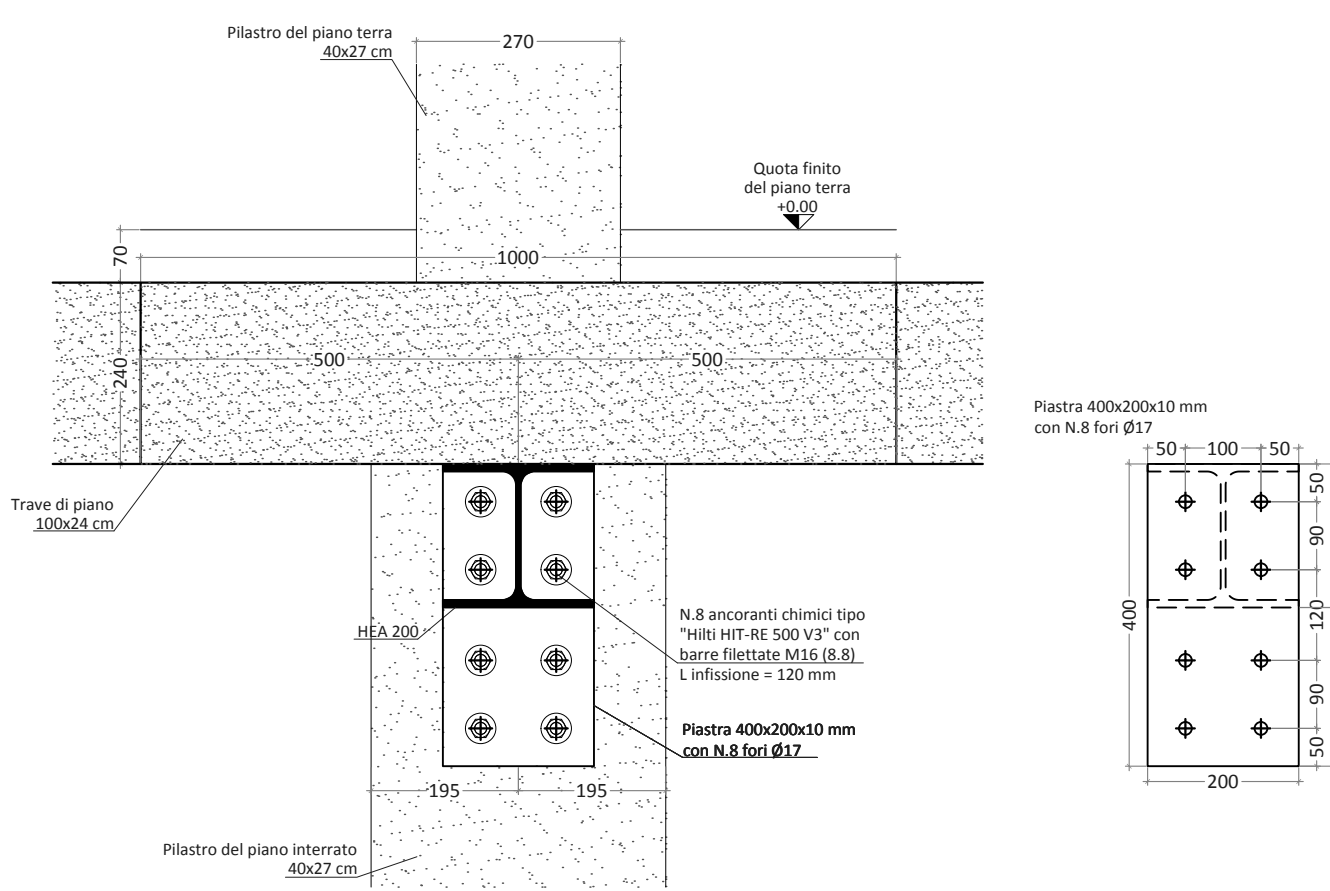 Pilastro del piano terra
40x27 cm
270
Quota finito
del piano terra
+0.00
70
1000
240
500
500
Trave di piano
100x24 cm
HEA 200
N.8 ancoranti chimici tipo
"Hilti HIT-RE 500 V3" con
barre filettate M16 (8.8)
L infissione = 120 mm
Piastra 400x200x10 mm
con N.8 fori Ø17
195
195
Pilastro del piano interrato
40x27 cm
Piastra 400x200x10 mm
con N.8 fori Ø17
50
100
50
50
90
120
90
50
400
200